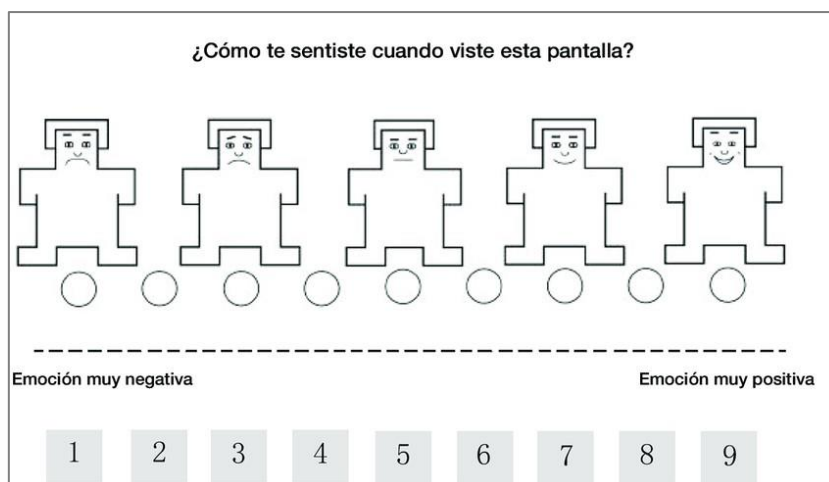 ¿Cómo te sentiste cuando viste esta pantalla?
Emoción muy negativa Emoción muy positiva
1 2 3 4 5 6 7 8 9